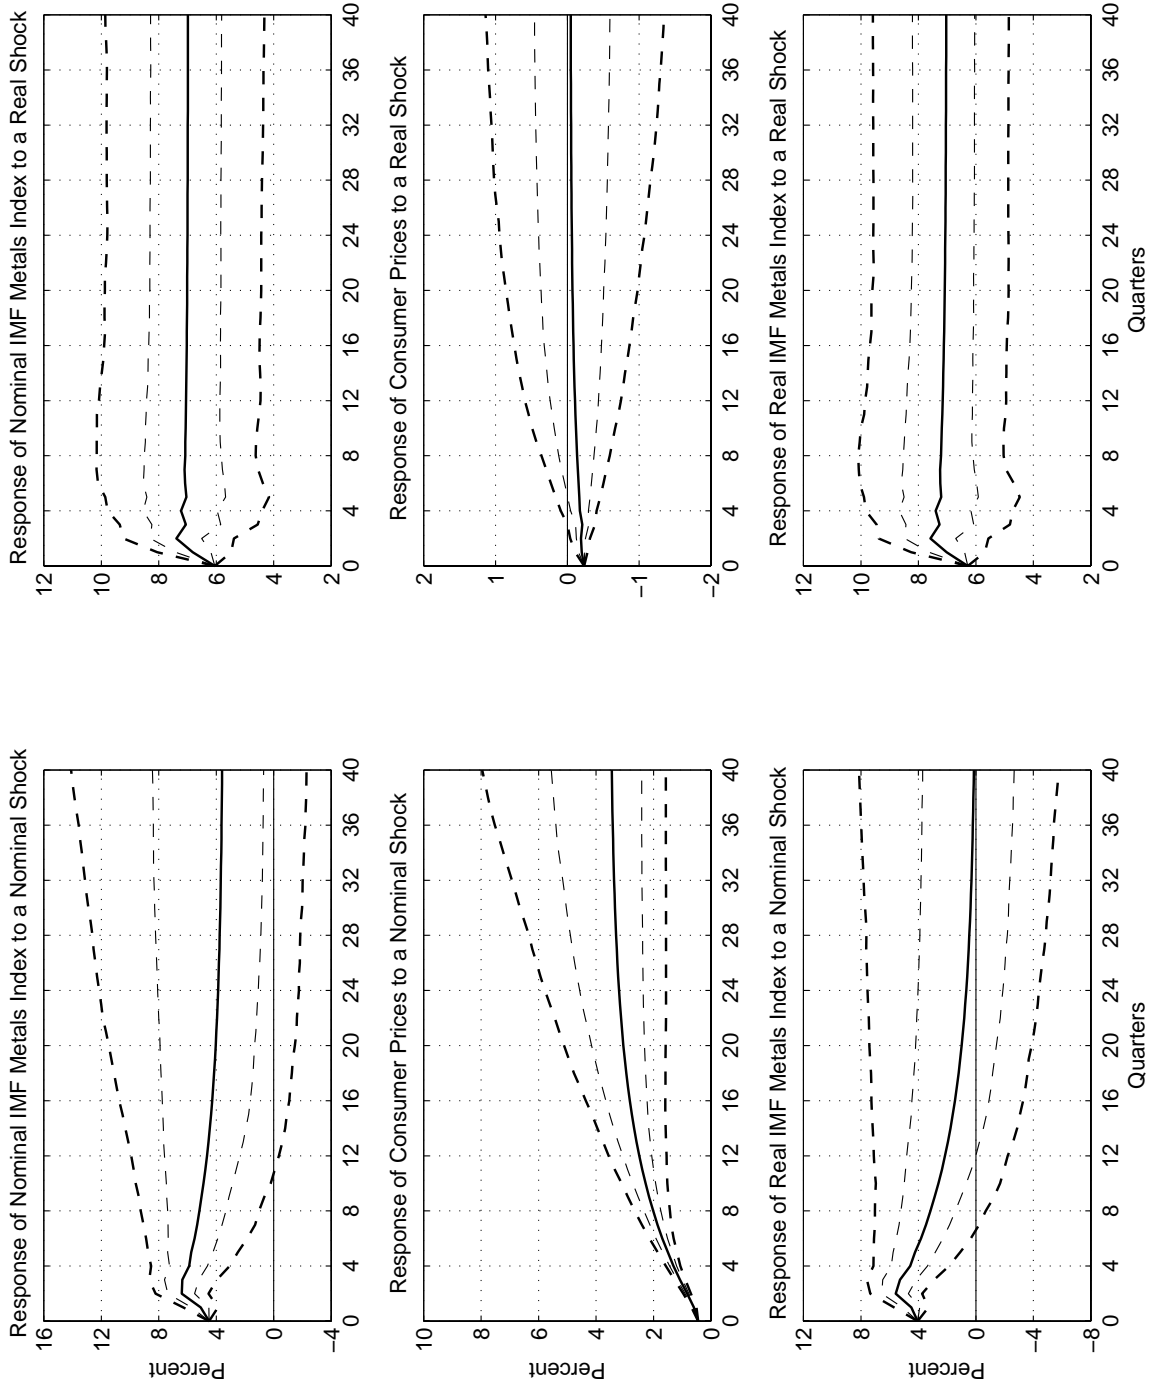 Response of Nominal IMF Metals Index to a Nominal Shock
Percent
16
12
8
4
0
−4
0 4 8 12 16 20 24 28 32 36 40
Response of Nominal IMF Metals Index to a Real Shock
12
10
8
6
4
2
0 4 8 12 16 20 24 28 32 36 40
Response of Consumer Prices to a Nominal Shock
Percent
10
8
6
4
2
0
0 4 8 12 16 20 24 28 32 36 40
Response of Consumer Prices to a Real Shock
2
1
0
−1
−2
0 4 8 12 16 20 24 28 32 36 40
Response of Real IMF Metals Index to a Nominal Shock
Percent
12
8
4
0
−4
−8
0 4 8 12 16 20 24 28 32 36 40
Quarters
Response of Real IMF Metals Index to a Real Shock
12
10
8
6
4
2
0 4 8 12 16 20 24 28 32 36 40
Quarters